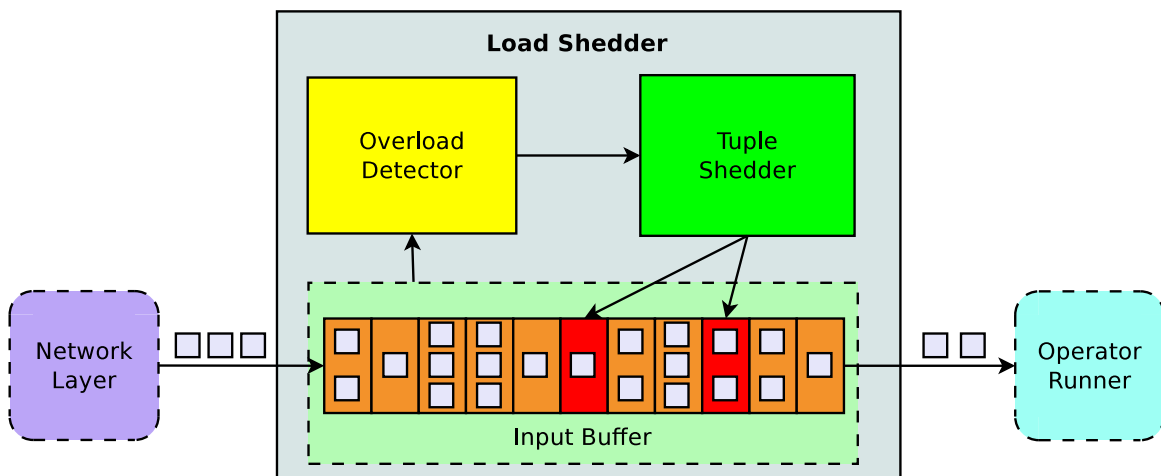 Load Shedder
Overload
Detector
Tuple
Shedder
Network
Layer
Operator
Runner
Input Buffer